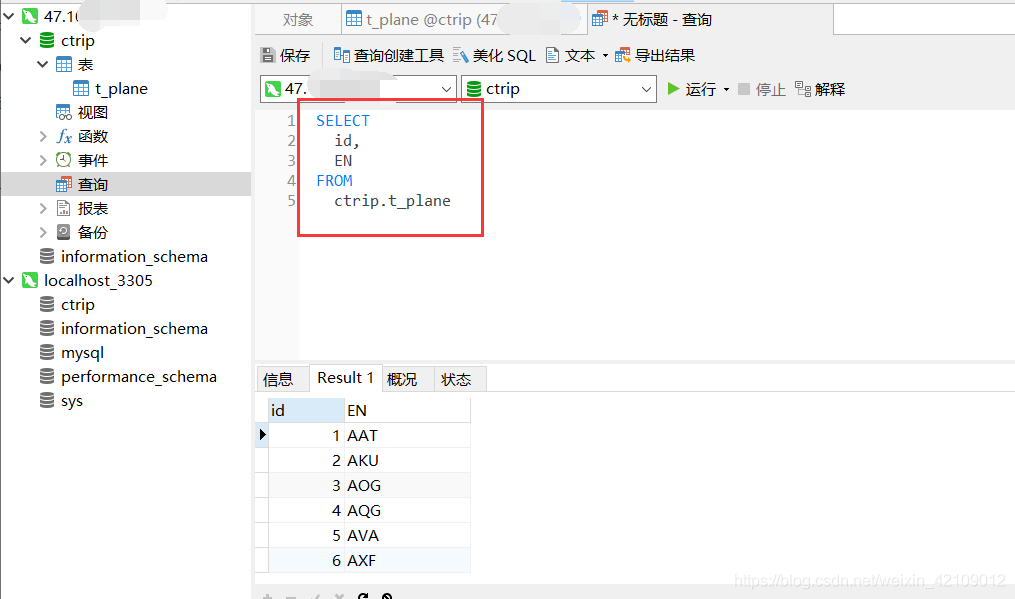 47.10
ctrip
表
t_plane
视图
函数
事件
查询
报表
备份
information_schema
localhost_3305
ctrip
information_schema
mysql
performance_schema
sys
对象
t_plane @ctrip (47
* 无标题 - 查询
保存 查询创建工具 美化 SQL 文本 导出结果
47. ctrip 运行 停止 解释
1 SELECT
2 id,
3 EN
4 FROM
5 ctrip.t_plane
信息 Result 1 概况 状态
id EN
1 AAT
2 AKU
3 AOG
4 AQG
5 AVA
6 AXF
https://blog.csdn.net/weixin_42109012